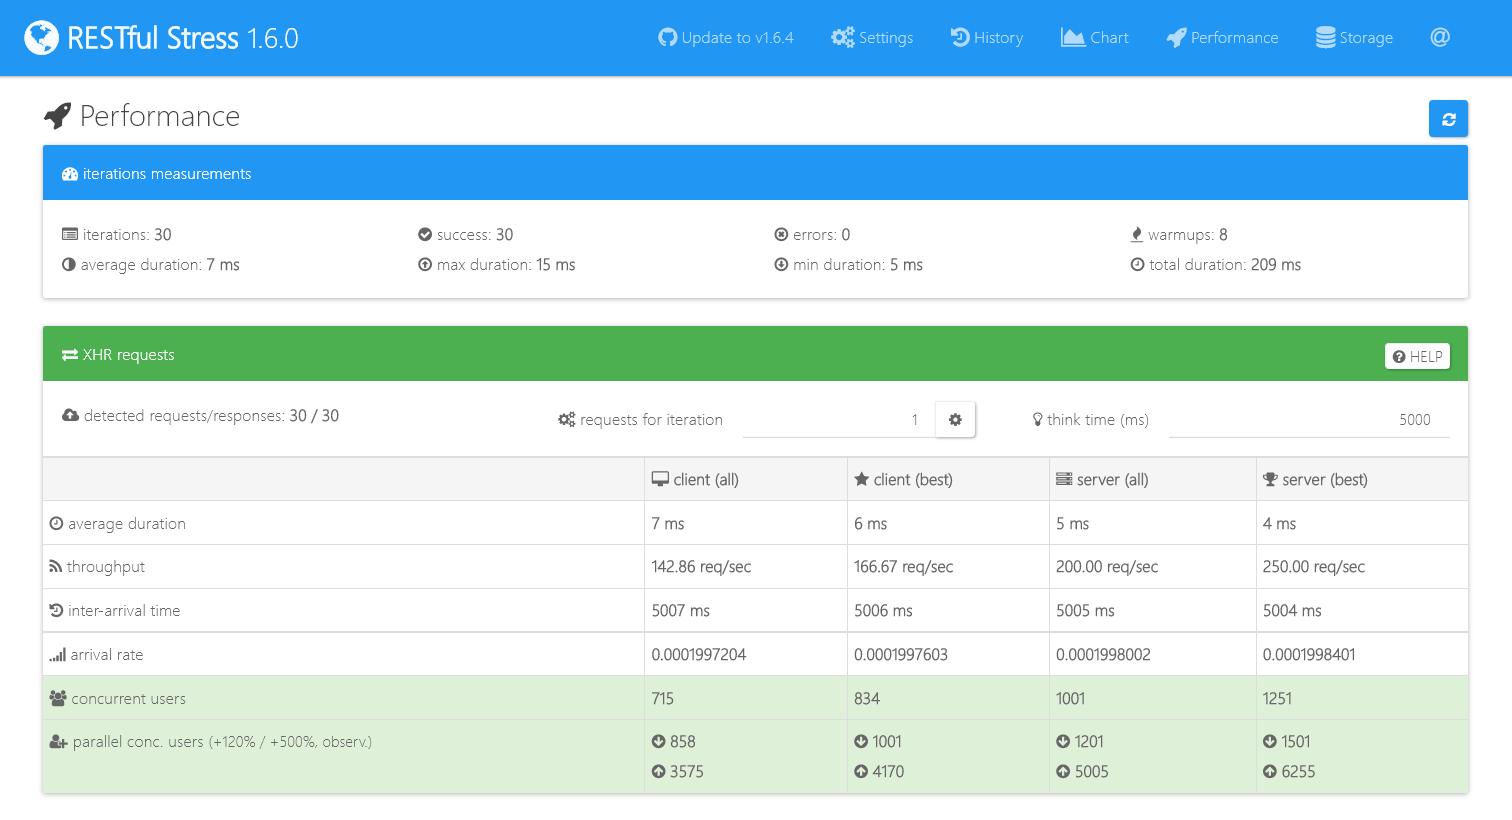 RESTful Stress 1.6.0 Update to v1.6.4 Settings History Chart Performance Storage @
Performance
iterations measurements
iterations: 30 success: 30 errors: 0 warmups: 8
average duration: 7 ms max duration: 15 ms min duration: 5 ms total duration: 209 ms
XHR requests HELP
detected requests/responses: 30 / 30 requests for iteration 1 think time (ms) 5000
client (all) client (best) server (all) server (best)
average duration 7 ms 6 ms 5 ms 4 ms
throughput 142.86 req/sec 166.67 req/sec 200.00 req/sec 250.00 req/sec
inter-arrival time 5007 ms 5006 ms 5005 ms 5004 ms
arrival rate 0.0001997204 0.0001997603 0.0001998002 0.0001998401
concurrent users 715 834 1001 1251
parallel conc. users (+120% / +500%, observ.) 858 1001 1201 1501
3575 4170 5005 6255